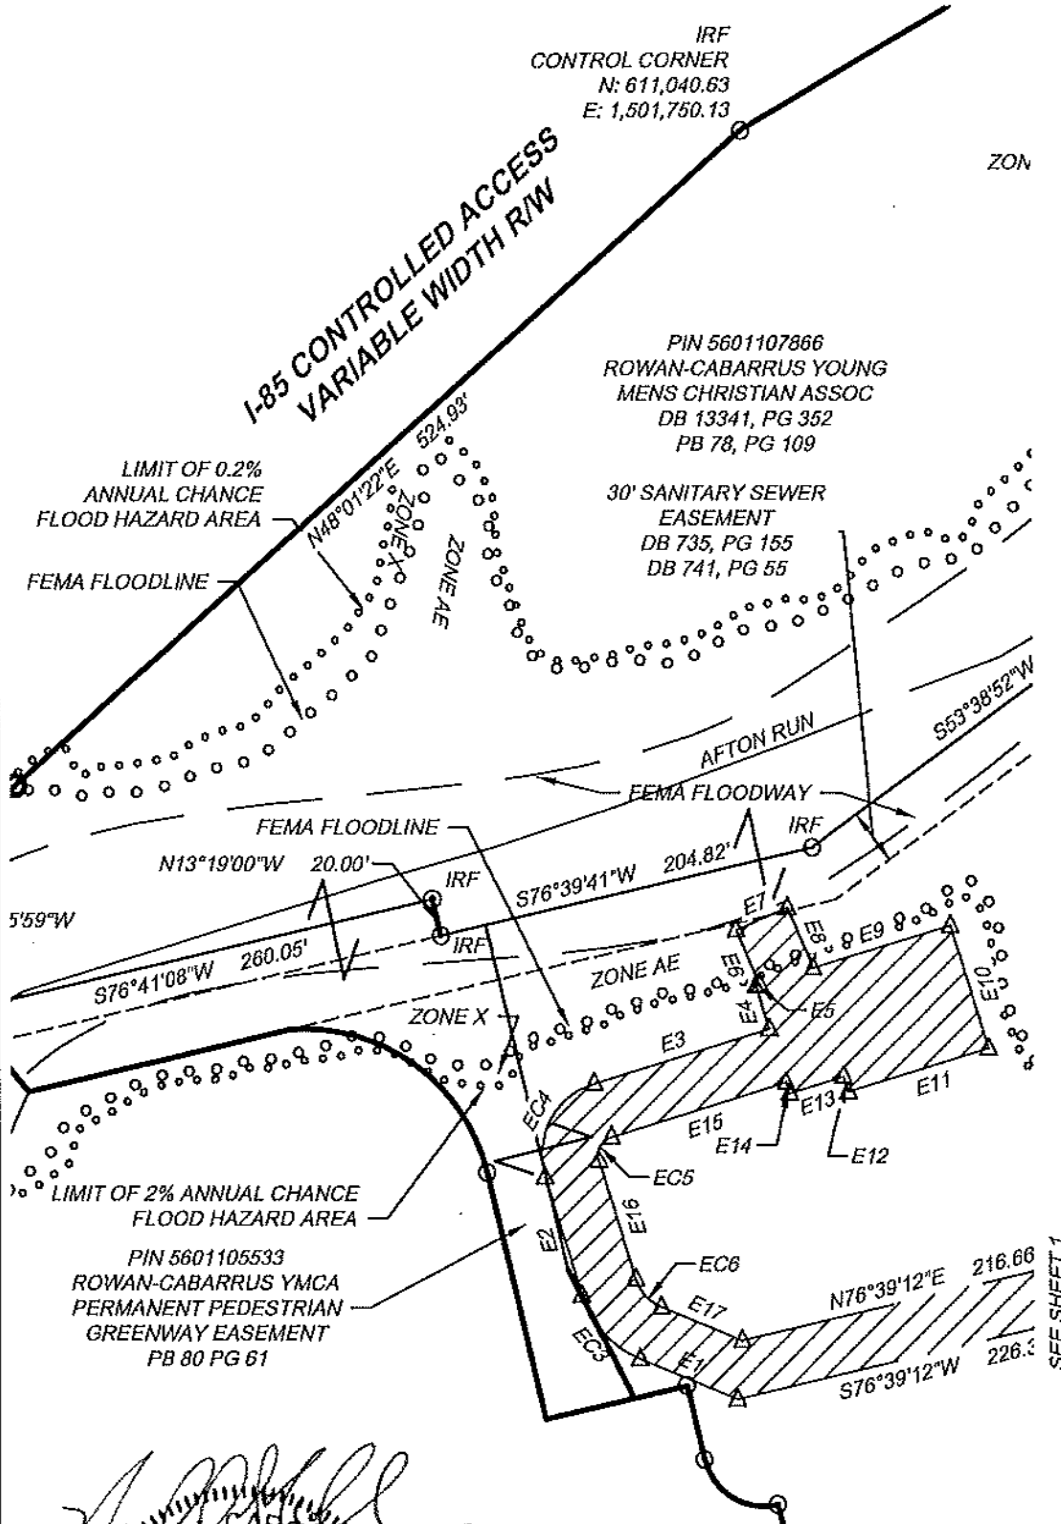 IRF
CONTROL CORNER
N: 611,040.63
E: 1,501,750.13
ZON
I-85 CONTROLLED ACCESS
VARIABLE WIDTH R/W
PIN 5601107866
ROWAN-CABARRUS YOUNG
MENS CHRISTIAN ASSOC
DB 13341, PG 352
PB 78, PG 109
LIMIT OF 0.2%
ANNUAL CHANCE
FLOOD HAZARD AREA
N48°01'22"E 524.93'
30' SANITARY SEWER
EASEMENT
DB 735, PG 155
DB 741, PG 55
ZONE X
ZONE AE
FEMA FLOODLINE
S53°38'52"W
AFTON RUN
FEMA FLOODWAY
FEMA FLOODLINE
IRF
N13°19'00"W 20.00'
IRF
S76°39'41"W 204.82'
5'59"W
IRF
S76°41'08"W 260.05'
E7
E8
E9
E6
ZONE AE
E10
E4
E5
ZONE X
E3
EC4
E11
E13
E15
E14
E12
EC5
LIMIT OF 2% ANNUAL CHANCE
FLOOD HAZARD AREA
E16
E2
PIN 5601105533
ROWAN-CABARRUS YMCA
PERMANENT PEDESTRIAN
GREENWAY EASEMENT
PB 80 PG 61
EC6
E17
N76°39'12"E 216.66
EC3
E1
S76°39'12"W 226.3
SEE SHEET 1